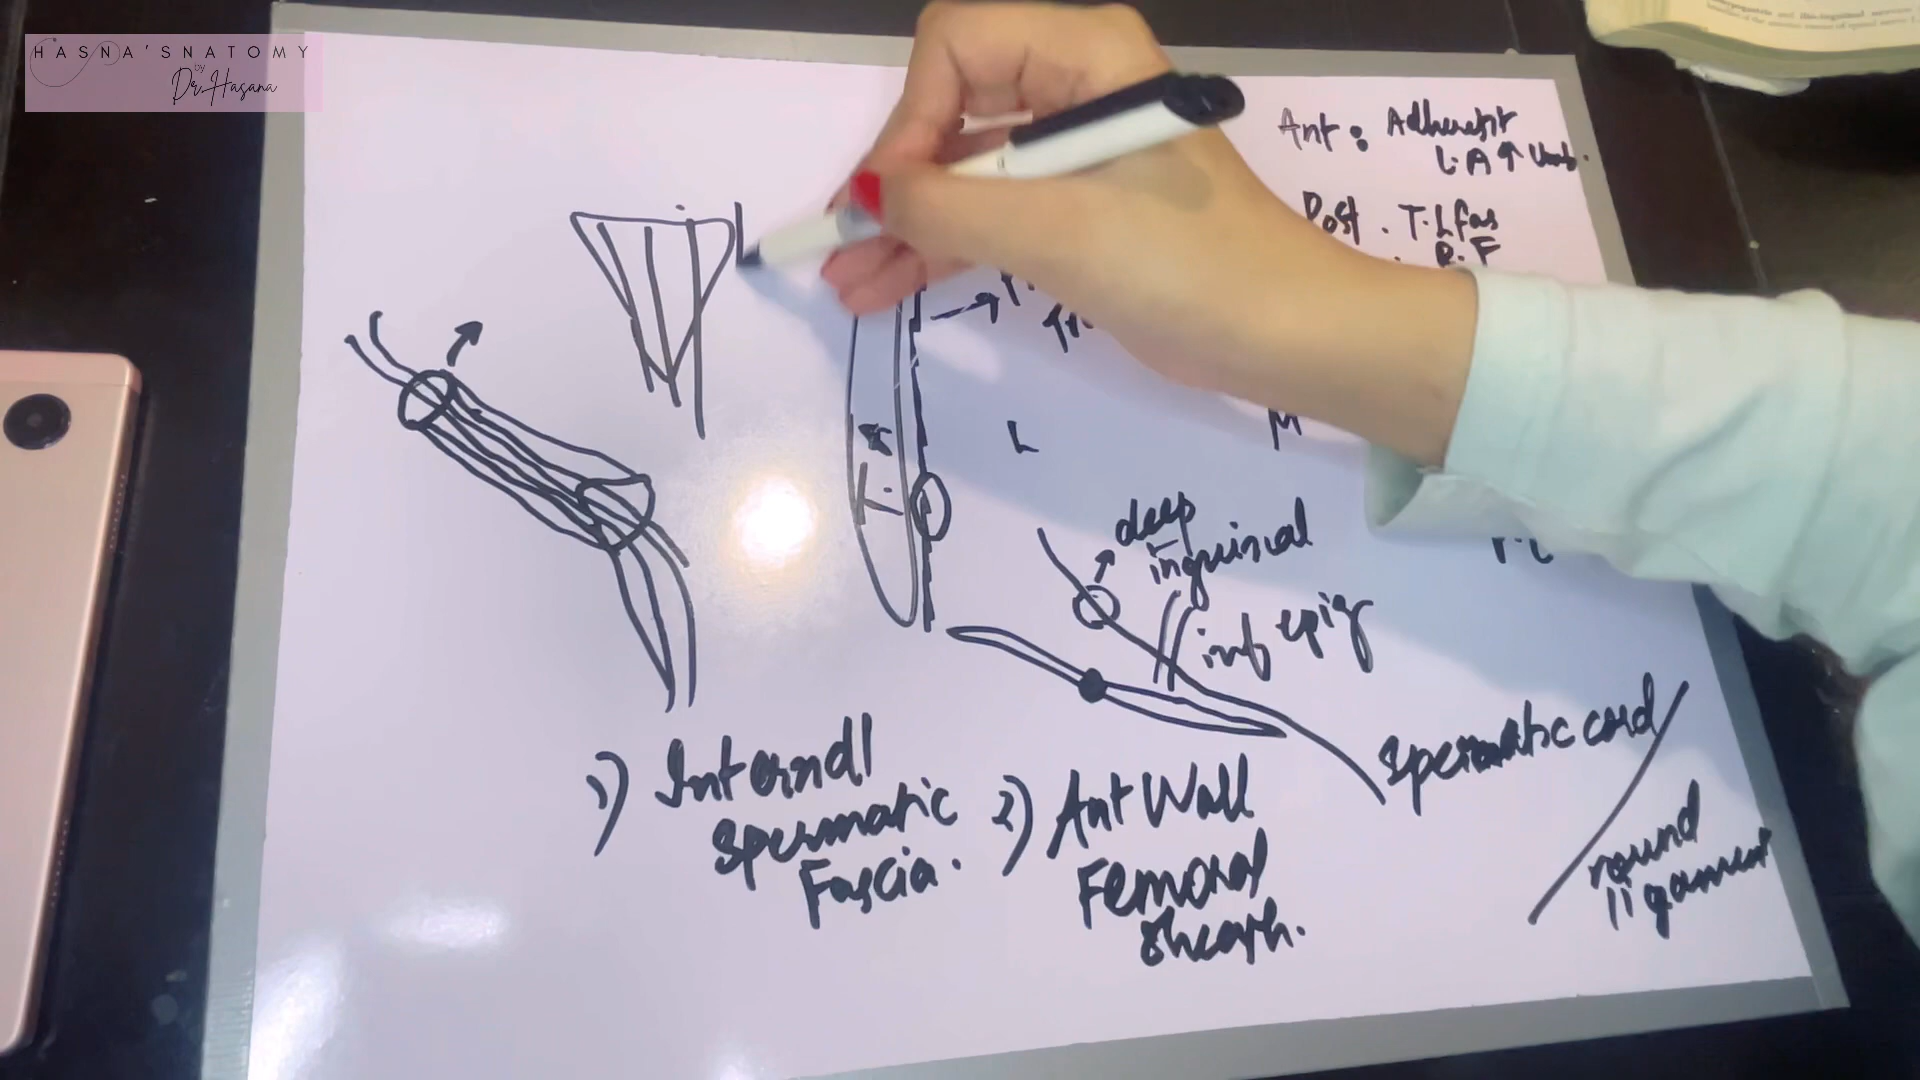 HASNA'SNATOMY
by
Dr.Hasana
Ant : Adherent
L.A ↑ Umb.
Post . T.L fas
R.F
L
M
deep
inguinal
inf epig
spermatic cord
round
ligament
1) Internal
spermatic
Fascia.
2) Ant Wall
Femoral
sheath.